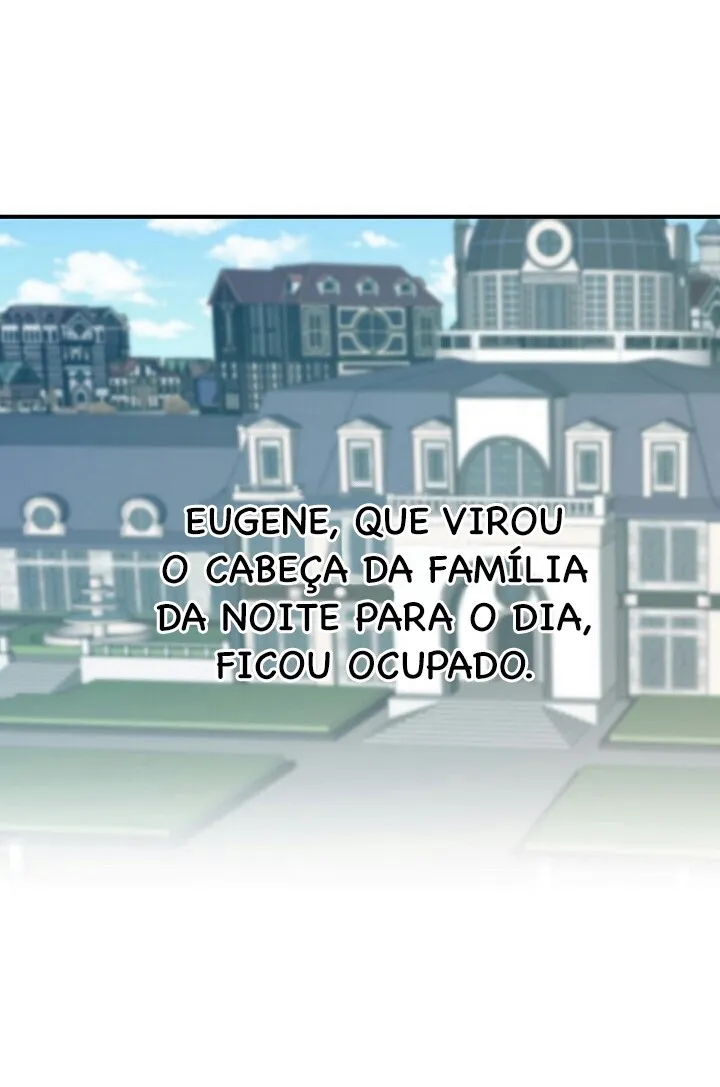 EUGENE, QUE VIROU
O CABEÇA DA FAMÍLIA
DA NOITE PARA O DIA,
FICOU OCUPADO.